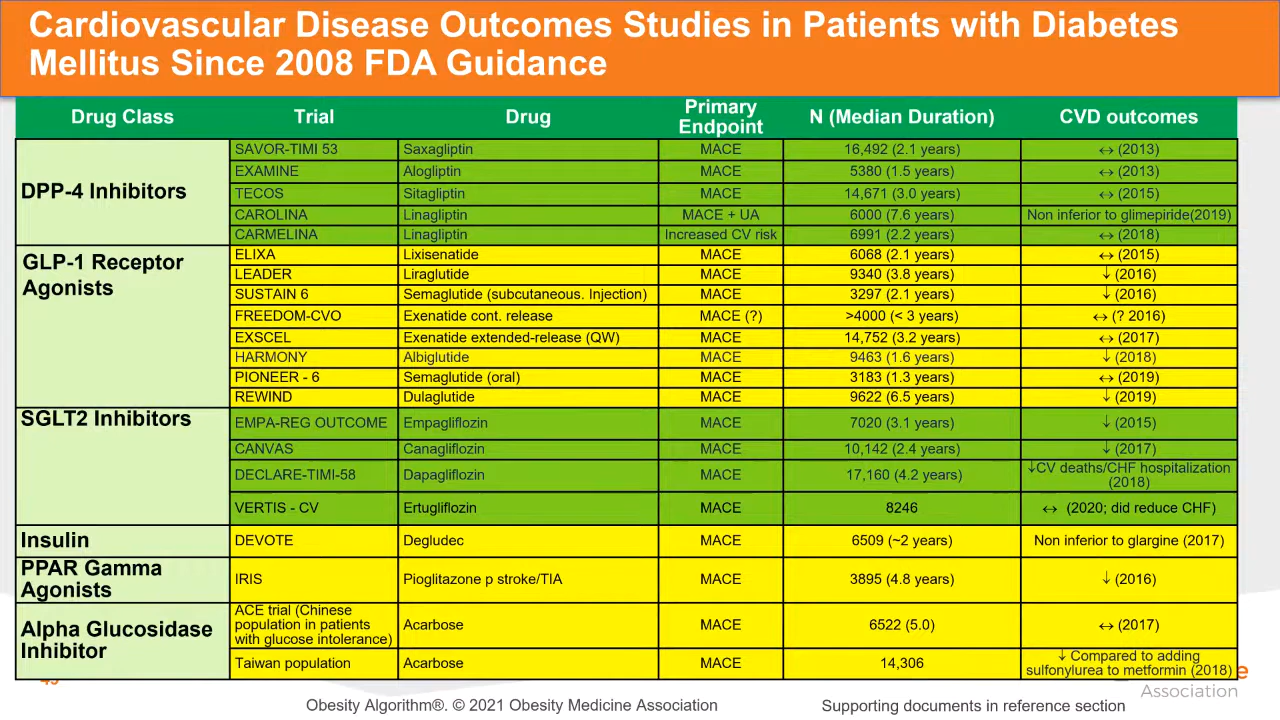 Cardiovascular Disease Outcomes Studies in Patients with Diabetes
Mellitus Since 2008 FDA Guidance
Drug Class Trial Drug Primary Endpoint N (Median Duration) CVD outcomes
DPP-4 Inhibitors
SAVOR-TIMI 53 Saxagliptin MACE 16,492 (2.1 years) ↔ (2013)
EXAMINE Alogliptin MACE 5380 (1.5 years) ↔ (2013)
TECOS Sitagliptin MACE 14,671 (3.0 years) ↔ (2015)
CAROLINA Linagliptin MACE + UA 6000 (7.6 years) Non inferior to glimepiride(2019)
CARMELINA Linagliptin Increased CV risk 6991 (2.2 years) ↔ (2018)
GLP-1 Receptor
Agonists
ELIXA Lixisenatide MACE 6068 (2.1 years) ↔ (2015)
LEADER Liraglutide MACE 9340 (3.8 years) ↓ (2016)
SUSTAIN 6 Semaglutide (subcutaneous. Injection) MACE 3297 (2.1 years) ↓ (2016)
FREEDOM-CVO Exenatide cont. release MACE (?) >4000 (< 3 years) ↔ (? 2016)
EXSCEL Exenatide extended-release (QW) MACE 14,752 (3.2 years) ↔ (2017)
HARMONY Albiglutide MACE 9463 (1.6 years) ↓ (2018)
PIONEER - 6 Semaglutide (oral) MACE 3183 (1.3 years) ↔ (2019)
REWIND Dulaglutide MACE 9622 (6.5 years) ↓ (2019)
SGLT2 Inhibitors
EMPA-REG OUTCOME Empagliflozin MACE 7020 (3.1 years) ↓ (2015)
CANVAS Canagliflozin MACE 10,142 (2.4 years) ↓ (2017)
DECLARE-TIMI-58 Dapagliflozin MACE 17,160 (4.2 years) ↓CV deaths/CHF hospitalization
(2018)
VERTIS - CV Ertugliflozin MACE 8246 ↔ (2020; did reduce CHF)
Insulin DEVOTE Degludec MACE 6509 (~2 years) Non inferior to glargine (2017)
PPAR Gamma
Agonists
IRIS Pioglitazone p stroke/TIA MACE 3895 (4.8 years) ↓ (2016)
Alpha Glucosidase
Inhibitor
ACE trial (Chinese
population in patients
with glucose intolerance) Acarbose MACE 6522 (5.0) ↔ (2017)
Taiwan population Acarbose MACE 14,306 ↓ Compared to adding
sulfonylurea to metformin (2018)
Association
Obesity Algorithm®. © 2021 Obesity Medicine Association
Supporting documents in reference section